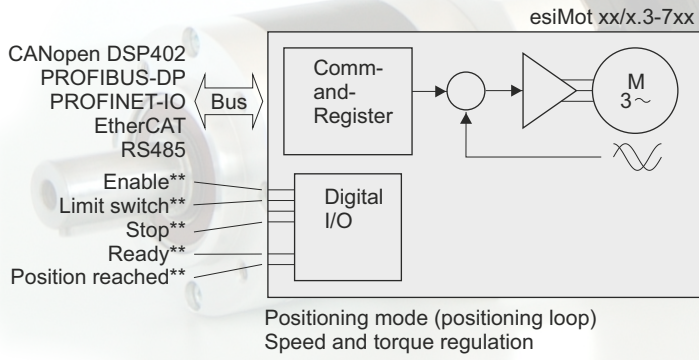 esiMot xx/x.3-7xx
CANopen DSP402
PROFIBUS-DP
PROFINET-IO
EtherCAT
RS485
Bus
Comm-
and-
Register
M
3~
Enable**
Limit switch**
Stop**
Ready**
Position reached**
Digital
I/O
Positioning mode (positioning loop)
Speed and torque regulation